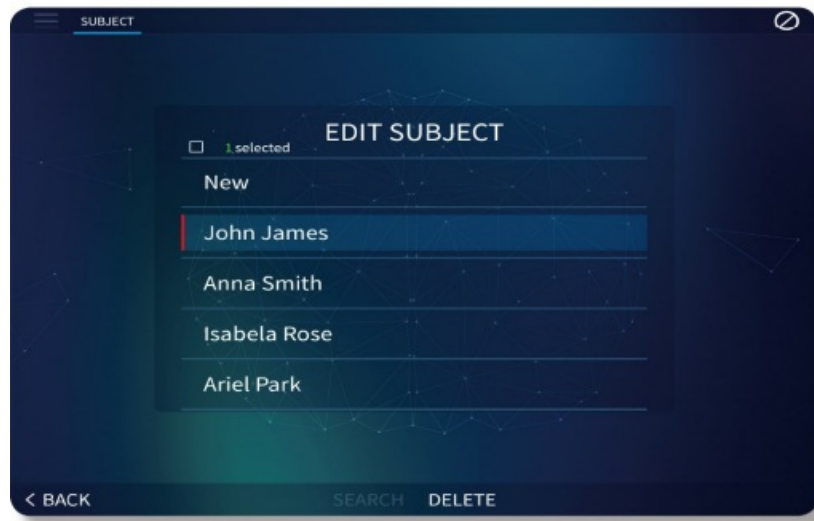 SUBJECT
EDIT SUBJECT
1 selected
New
John James
Anna Smith
Isabela Rose
Ariel Park
< BACK SEARCH DELETE